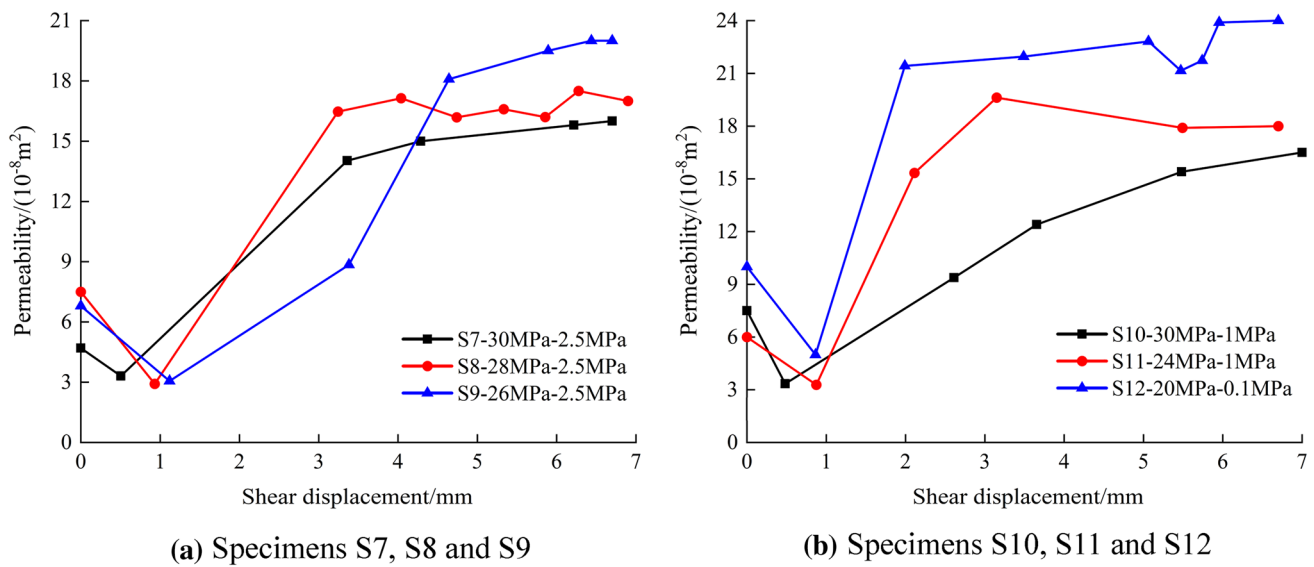 21
18
15
12
9
6
3
0
Permeability/(10⁻⁸m²)
0 1 2 3 4 5 6 7
Shear displacement/mm
S7-30MPa-2.5MPa
S8-28MPa-2.5MPa
S9-26MPa-2.5MPa
(a) Specimens S7, S8 and S9
24
21
18
15
12
9
6
3
0
Permeability/(10⁻⁸m²)
0 1 2 3 4 5 6 7
Shear displacement/mm
S10-30MPa-1MPa
S11-24MPa-1MPa
S12-20MPa-0.1MPa
(b) Specimens S10, S11 and S12